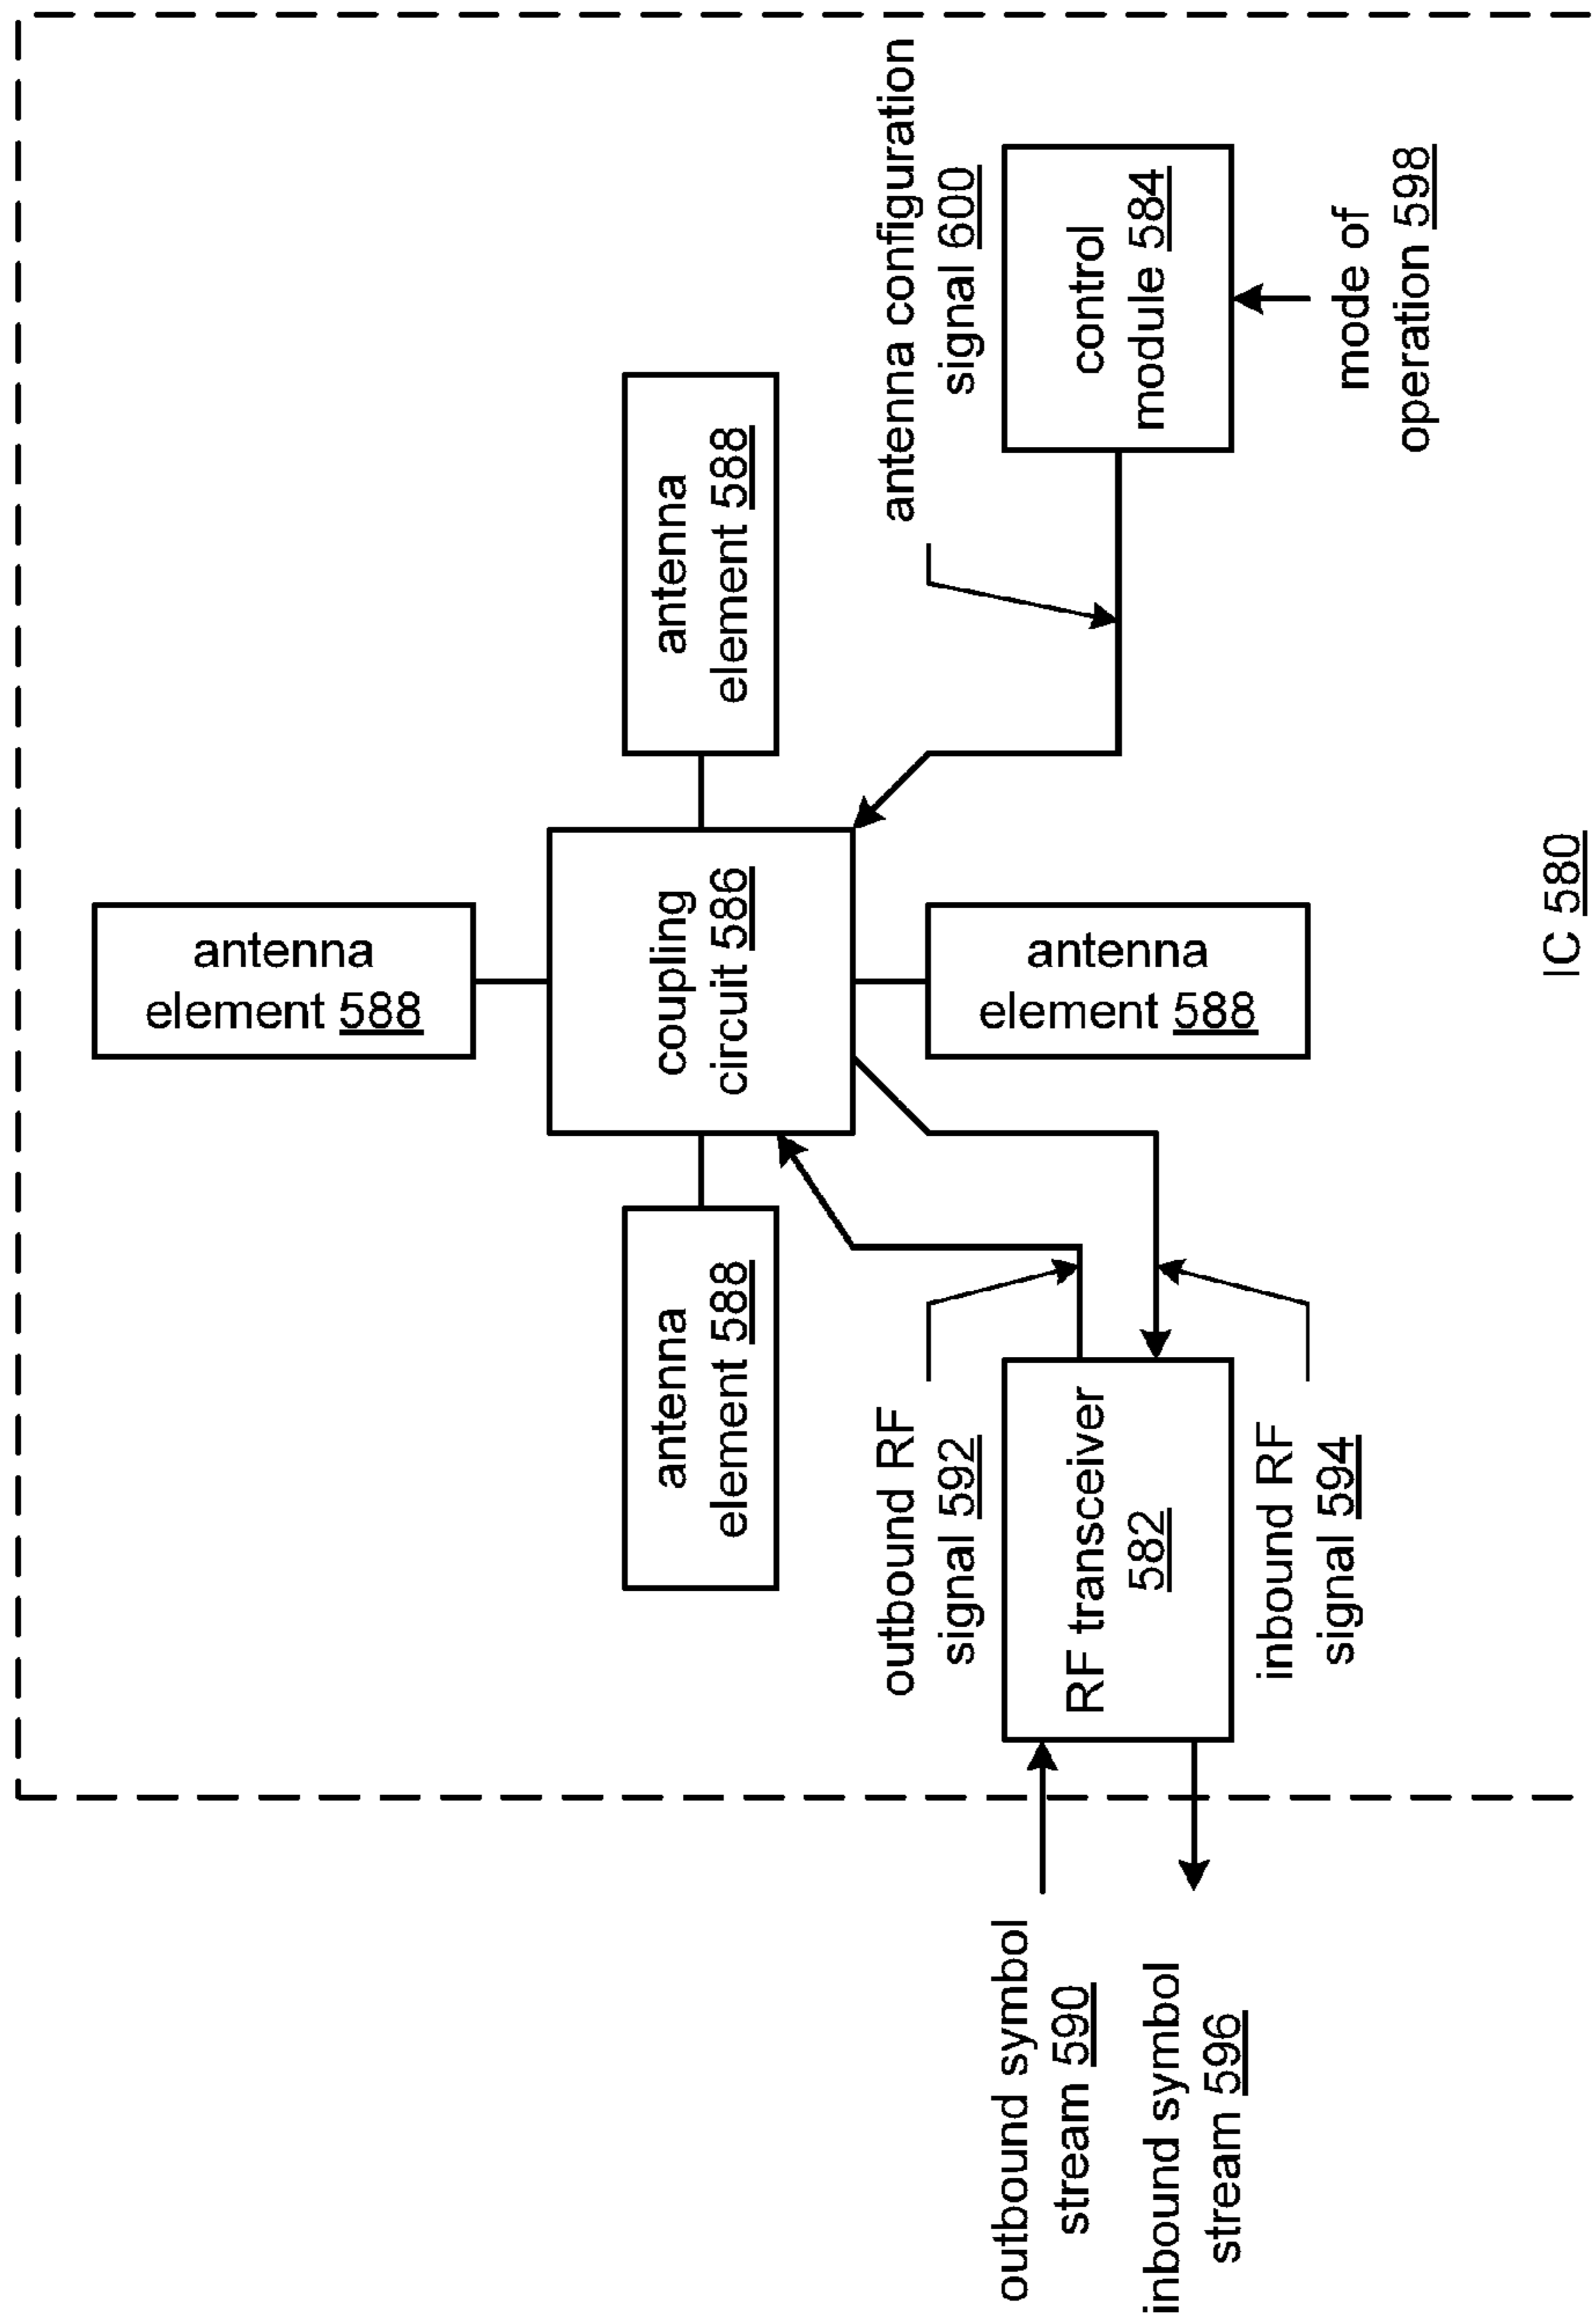 antenna
element 588
antenna
element 588
coupling
circuit 586
antenna
element 588
antenna
element 588
outbound RF
signal 592
antenna configuration
signal 600
outbound symbol
stream 590
RF transceiver
582
control
module 584
inbound symbol
stream 596
inbound RF
signal 594
mode of
operation 598
IC 580